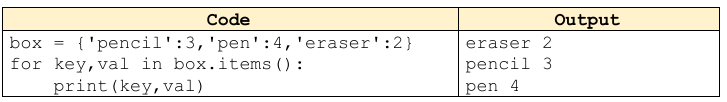 Code Output
box = {'pencil':3,'pen':4,'eraser':2} eraser 2
for key,val in box.items(): pencil 3
    print(key,val) pen 4